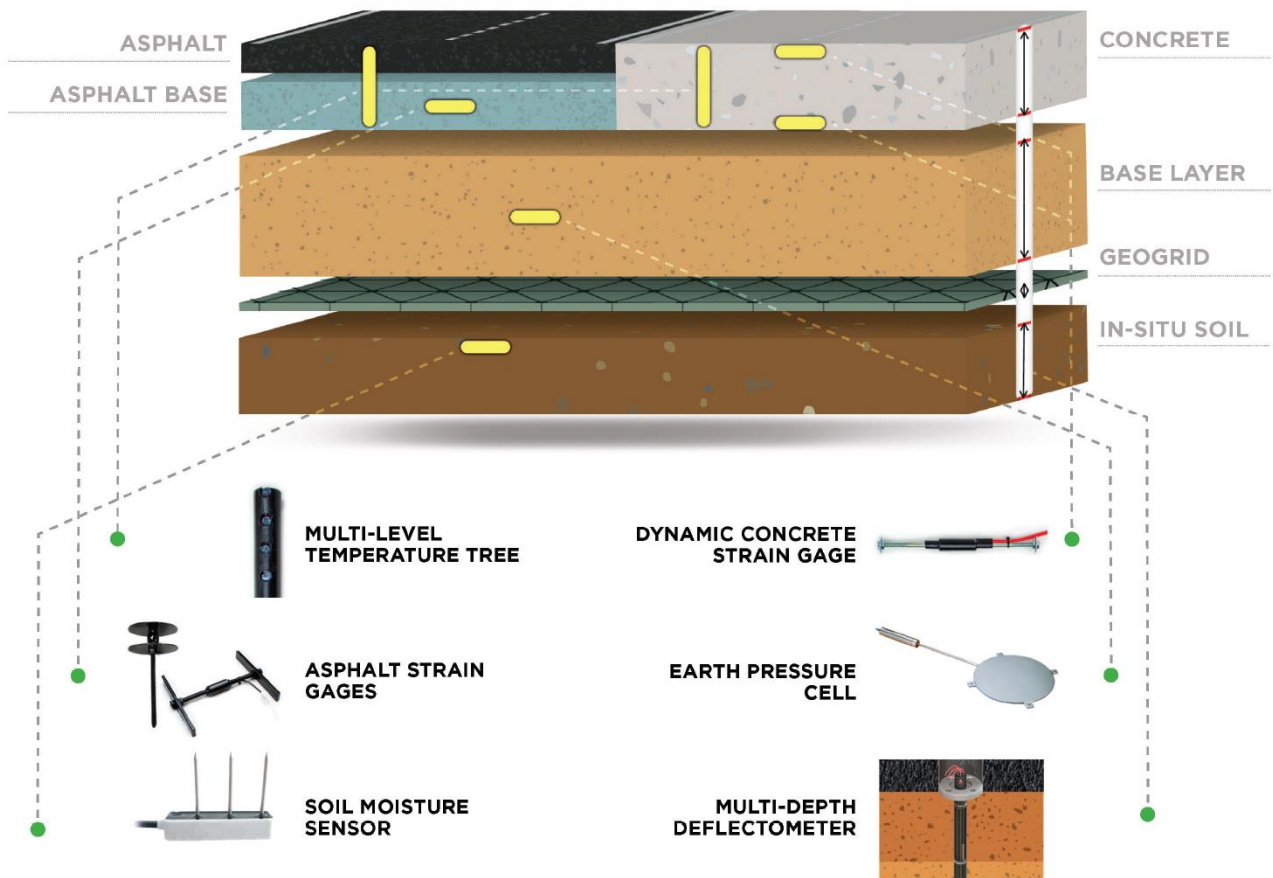 ASPHALT
ASPHALT BASE
CONCRETE
BASE LAYER
GEOGRID
IN-SITU SOIL
MULTI-LEVEL
TEMPERATURE TREE
DYNAMIC CONCRETE
STRAIN GAGE
ASPHALT STRAIN
GAGES
EARTH PRESSURE
CELL
SOIL MOISTURE
SENSOR
MULTI-DEPTH
DEFLECTOMETER